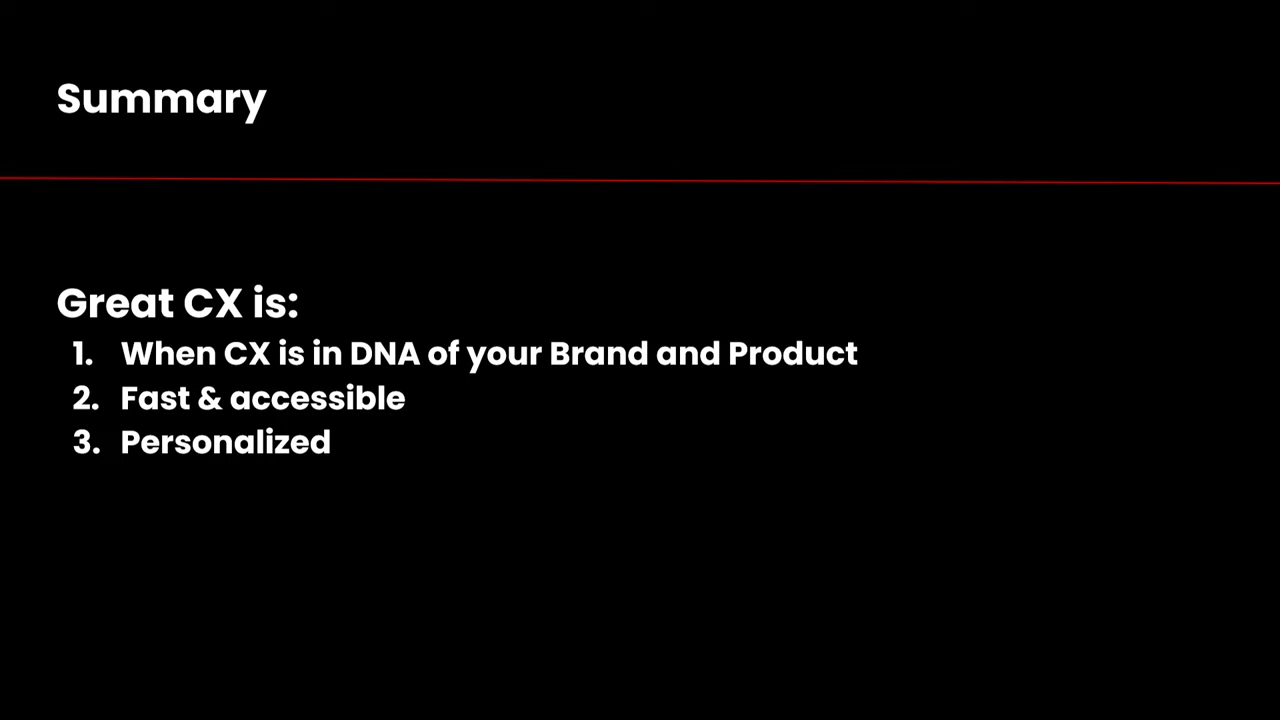 Summary
Great CX is:
1. When CX is in DNA of your Brand and Product
2. Fast & accessible
3. Personalized